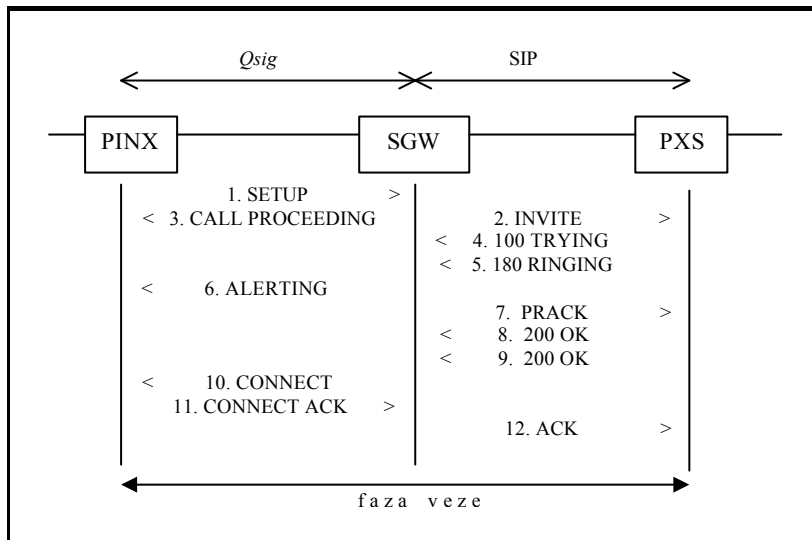 Qsig SIP
PINX SGW PXS
1. SETUP >
< 3. CALL PROCEEDING 2. INVITE >
< 4. 100 TRYING
< 5. 180 RINGING
< 6. ALERTING
7. PRACK >
< 8. 200 OK
< 9. 200 OK
< 10. CONNECT
11. CONNECT ACK >
12. ACK >
faza veze